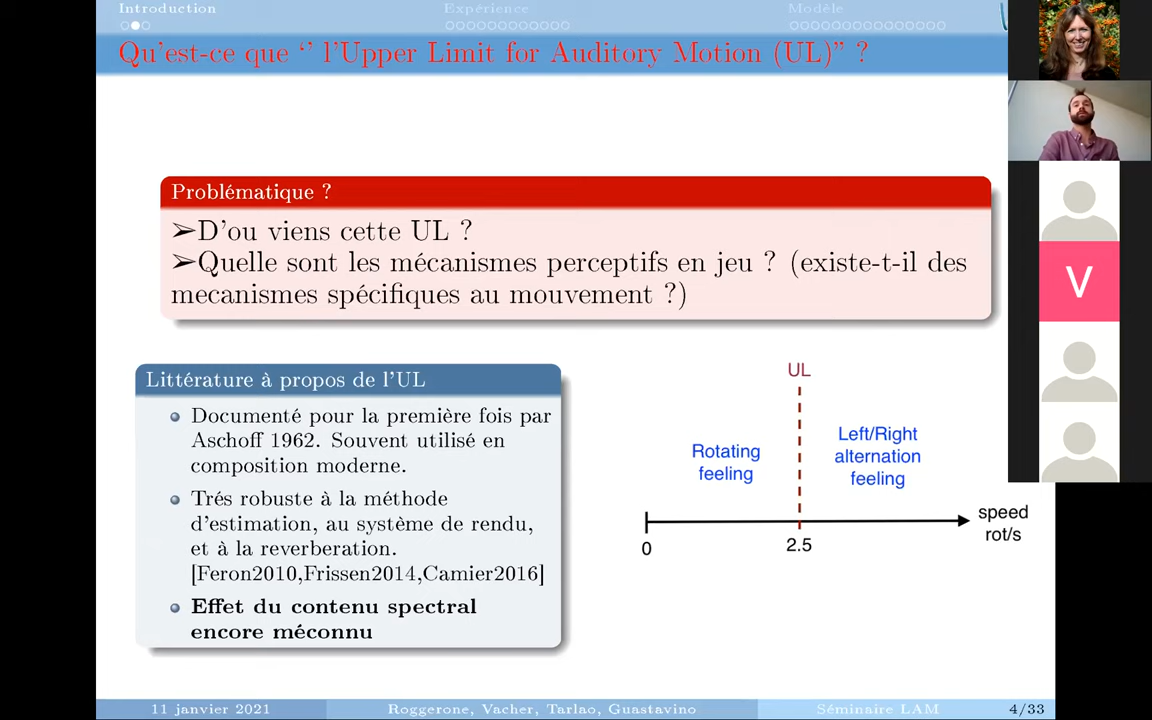 Introduction
Expérience
Modèle
Qu'est-ce que ‘’ l'Upper Limit for Auditory Motion (UL)” ?
Problématique ?
➢D'ou viens cette UL ?
➢Quelle sont les mécanismes perceptifs en jeu ? (existe-t-il des
mecanismes spécifiques au mouvement ?)
Littérature à propos de l'UL
Documenté pour la première fois par
Aschoff 1962. Souvent utilisé en
composition moderne.
Trés robuste à la méthode
d'estimation, au système de rendu,
et à la reverberation.
[Feron2010,Frissen2014,Camier2016]
Effet du contenu spectral
encore méconnu
UL
Rotating
feeling
Left/Right
alternation
feeling
speed
rot/s
0
2.5
V
11 janvier 2021
Roggerone, Vacher, Tarlao, Guastavino
Séminaire LAM
4/33